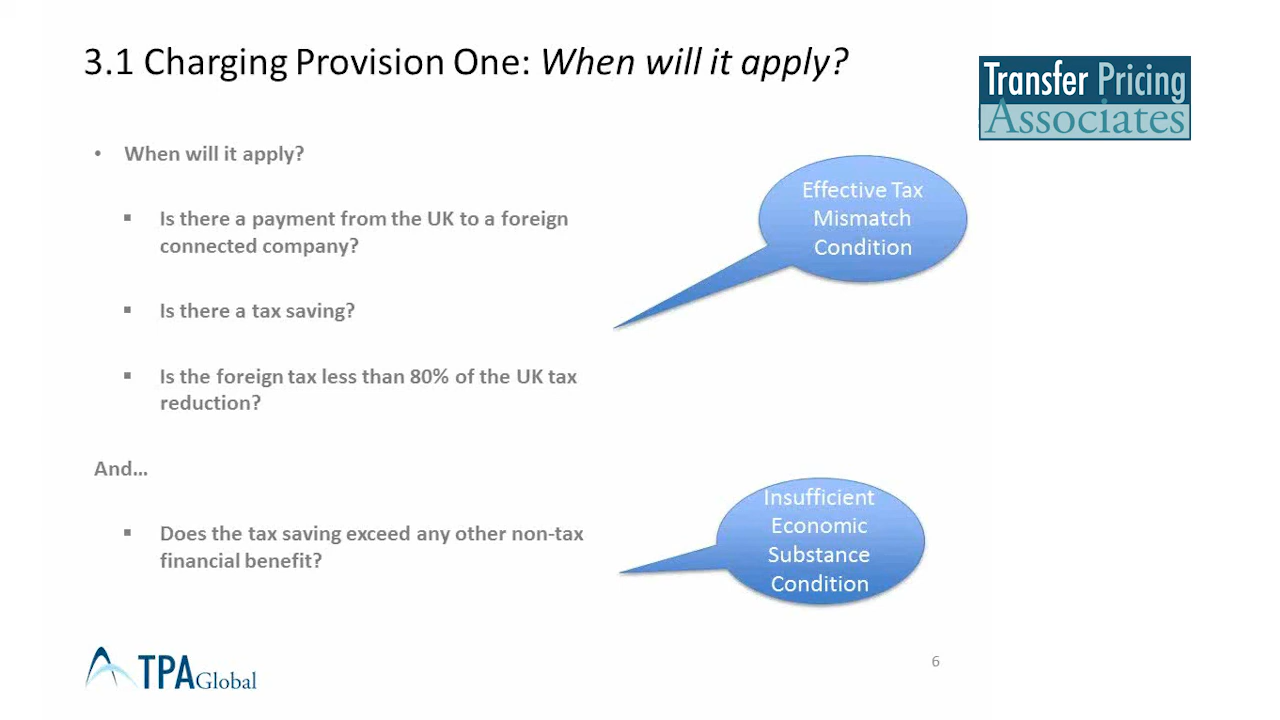 3.1 Charging Provision One: When will it apply?
Transfer Pricing
Associates
• When will it apply?
▪ Is there a payment from the UK to a foreign
connected company?
▪ Is there a tax saving?
▪ Is the foreign tax less than 80% of the UK tax
reduction?
And...
▪ Does the tax saving exceed any other non-tax
financial benefit?
Effective Tax
Mismatch
Condition
Insufficient
Economic
Substance
Condition
TPA Global
6